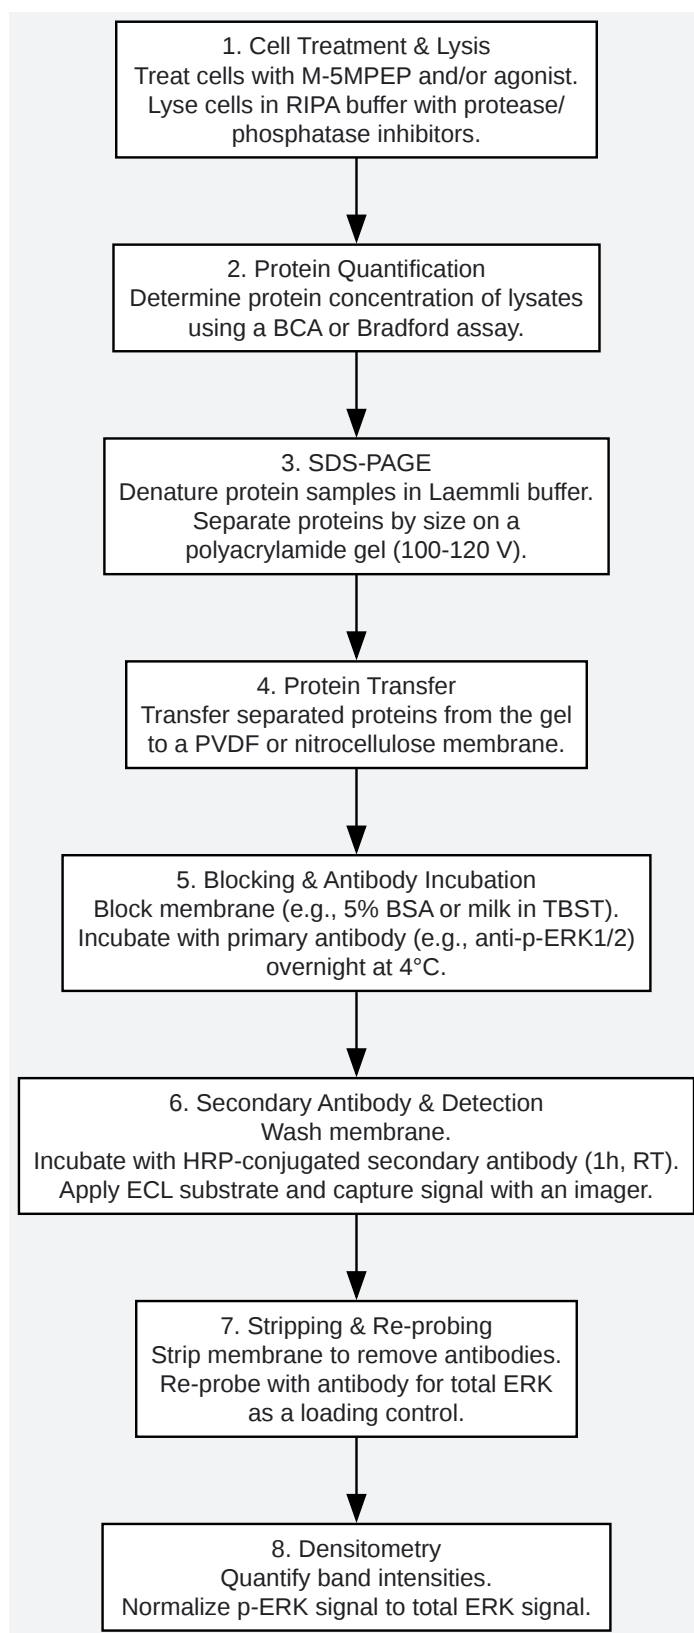 1. Cell Treatment & Lysis
Treat cells with M-5MPEP and/or agonist.
Lyse cells in RIPA buffer with protease/
phosphatase inhibitors.
2. Protein Quantification
Determine protein concentration of lysates
using a BCA or Bradford assay.
3. SDS-PAGE
Denature protein samples in Laemmli buffer.
Separate proteins by size on a
polyacrylamide gel (100-120 V).
4. Protein Transfer
Transfer separated proteins from the gel
to a PVDF or nitrocellulose membrane.
5. Blocking & Antibody Incubation
Block membrane (e.g., 5% BSA or milk in TBST).
Incubate with primary antibody (e.g., anti-p-ERK1/2)
overnight at 4°C.
6. Secondary Antibody & Detection
Wash membrane.
Incubate with HRP-conjugated secondary antibody (1h, RT).
Apply ECL substrate and capture signal with an imager.
7. Stripping & Re-probing
Strip membrane to remove antibodies.
Re-probe with antibody for total ERK
as a loading control.
8. Densitometry
Quantify band intensities.
Normalize p-ERK signal to total ERK signal.